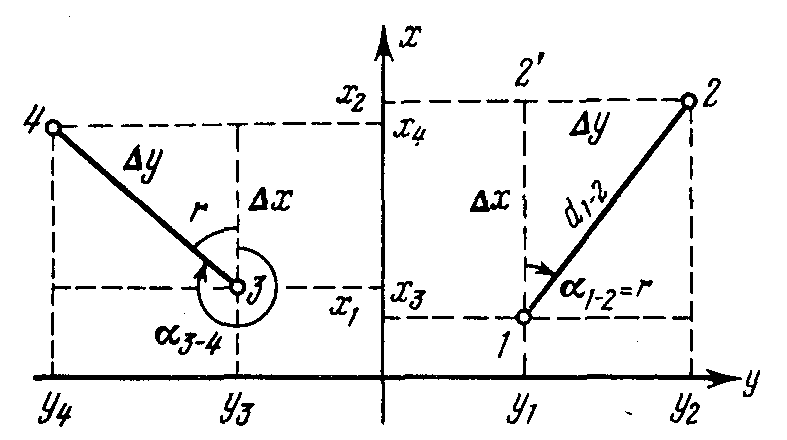 x
2'
x₂
2
4
x₄
Δy
Δy
r
Δx
Δx
d₁₋₂
3
x₁
x₃
α₁₋₂=r
α₃₋₄
1
y
y₄
y₃
y₁
y₂